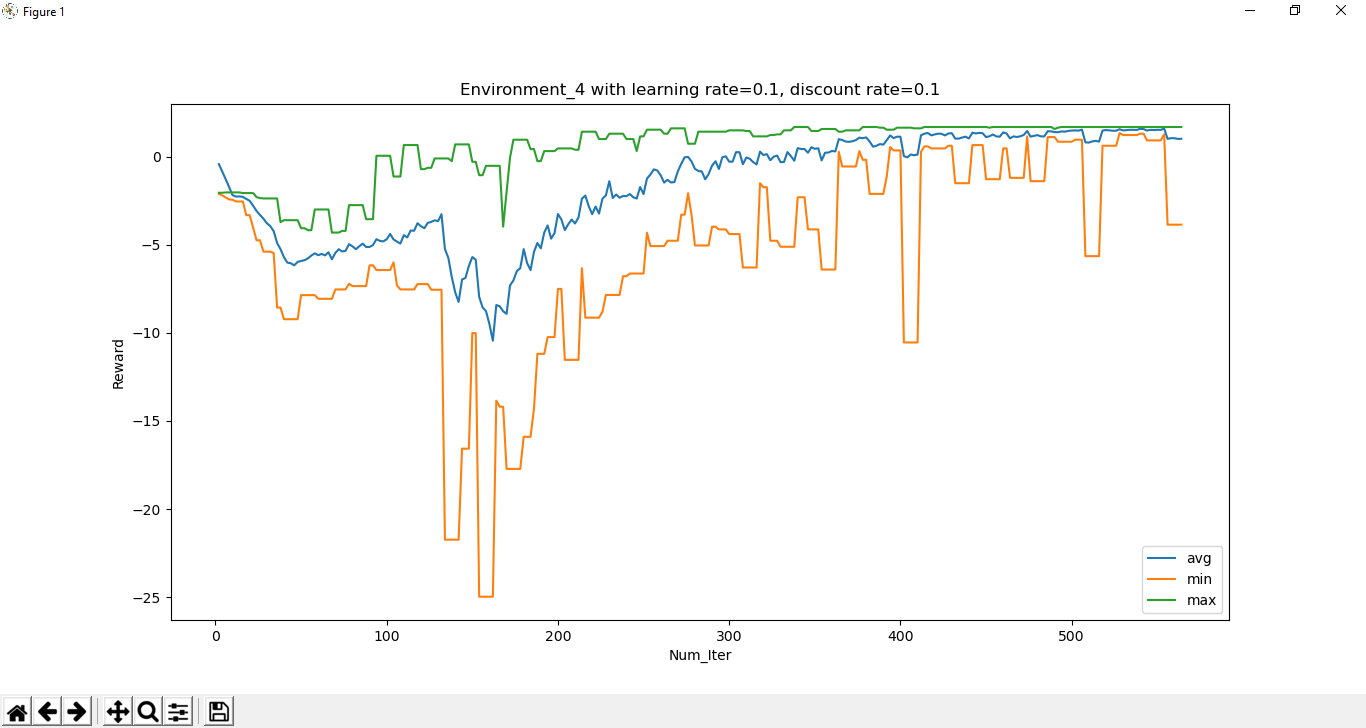 Figure 1
Environment_4 with learning rate=0.1, discount rate=0.1
Reward
0
−5
−10
−15
−20
−25
0 100 200 300 400 500
Num_Iter
avg
min
max